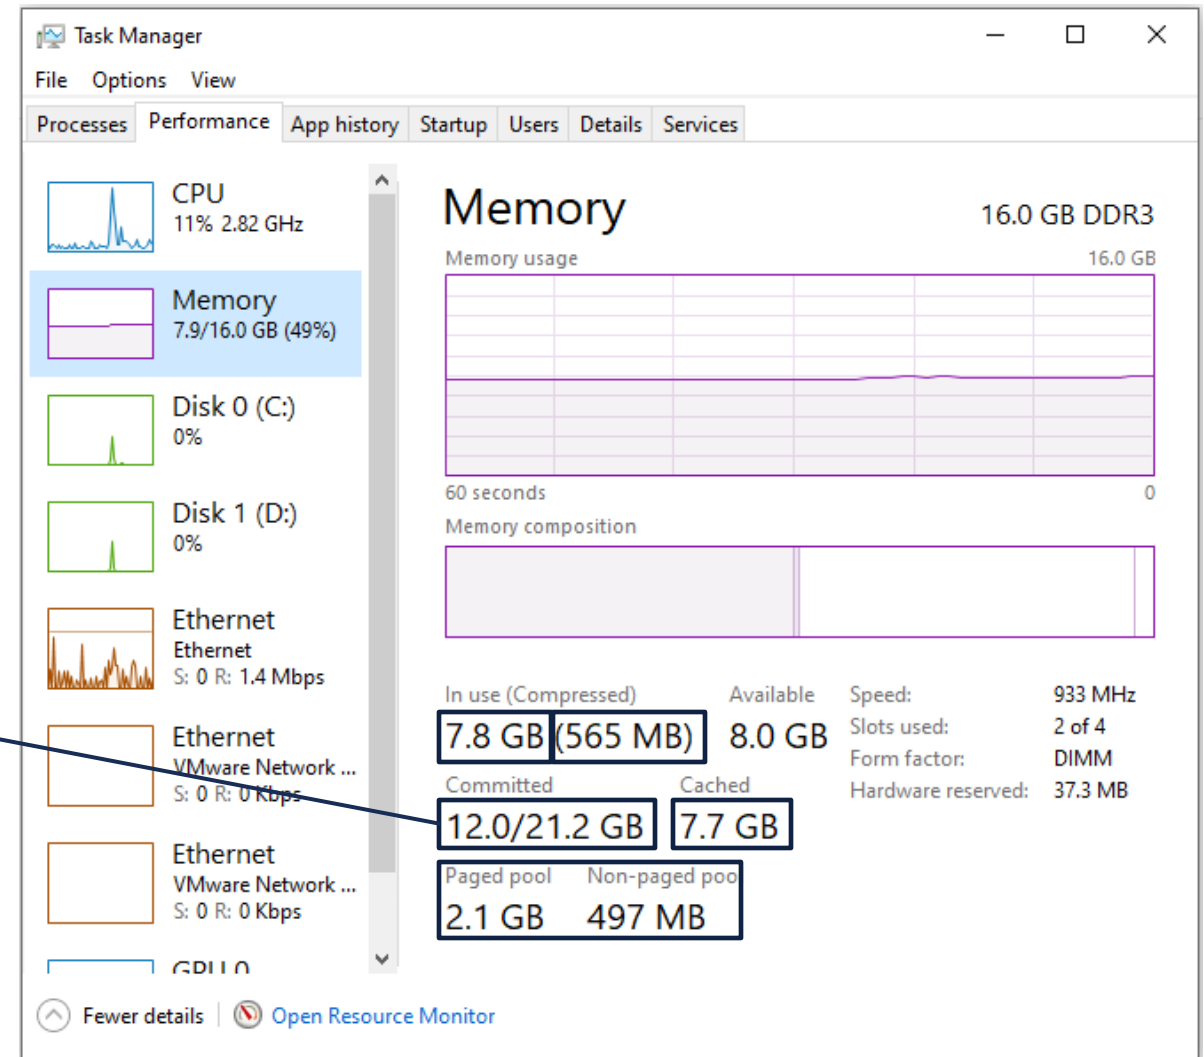 Task Manager
File Options View
Processes Performance App history Startup Users Details Services
CPU
11% 2.82 GHz
Memory
7.9/16.0 GB (49%)
Disk 0 (C:)
0%
Disk 1 (D:)
0%
Ethernet
Ethernet
S: 0 R: 1.4 Mbps
Ethernet
VMware Network ...
S: 0 R: 0 Kbps
Ethernet
VMware Network ...
S: 0 R: 0 Kbps
GPU 0
Memory 16.0 GB DDR3
Memory usage 16.0 GB
60 seconds 0
Memory composition
In use (Compressed) Available
7.8 GB (565 MB) 8.0 GB
Committed Cached
12.0/21.2 GB 7.7 GB
Paged pool Non-paged poo
2.1 GB 497 MB
Speed: 933 MHz
Slots used: 2 of 4
Form factor: DIMM
Hardware reserved: 37.3 MB
Fewer details Open Resource Monitor